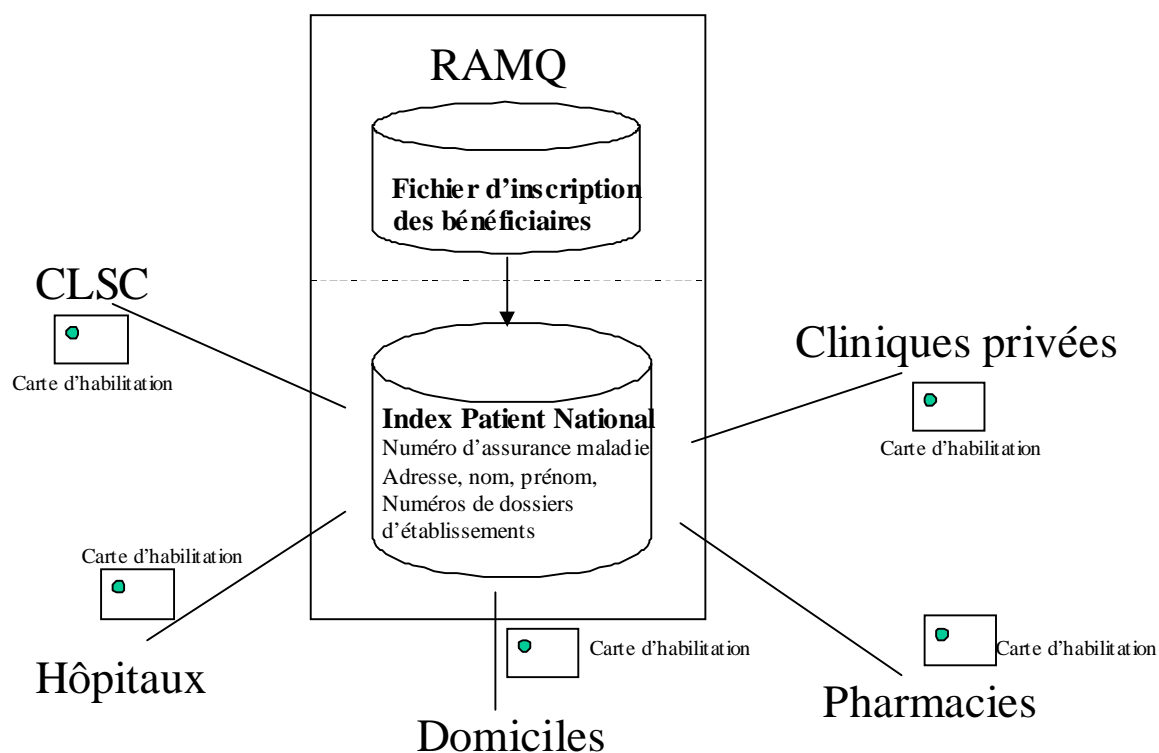 RAMQ
Fichier d'inscription
des bénéficiaires
CLSC
Carte d'habilitation
Cliniques privées
Carte d'habilitation
Index Patient National
Numéro d'assurance maladie
Adresse, nom, prénom,
Numéros de dossiers
d'établissements
Carte d'habilitation
Hôpitaux
Carte d'habilitation
Domiciles
Carte d'habilitation
Pharmacies